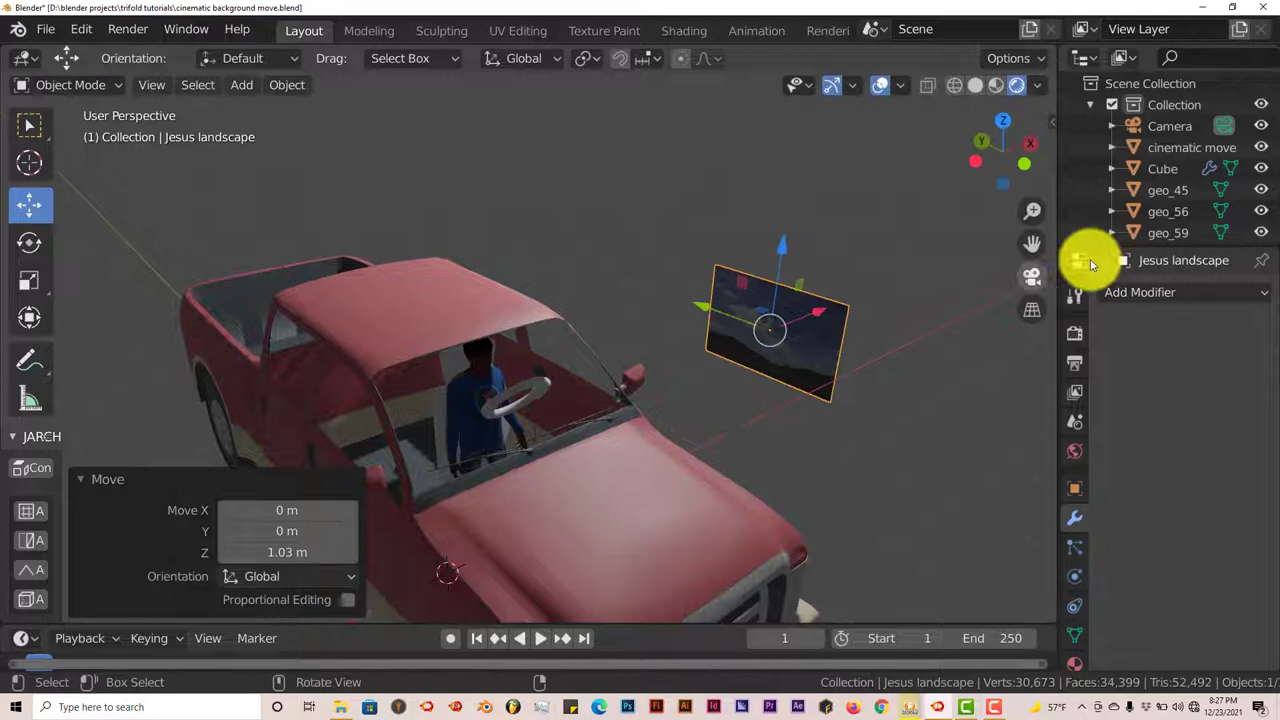 Blender* [D:\blender projects\trifold tutorials\cinematic background move.blend]
File Edit Render Window Help Layout Modeling Sculpting UV Editing Texture Paint Shading Animation Renderi Scene View Layer
Orientation: Default Drag: Select Box Global Options
Object Mode View Select Add Object
User Perspective
(1) Collection | Jesus landscape
Z
Y
X
Scene Collection
Collection
Camera
cinematic move
Cube
geo_45
geo_56
geo_59
Jesus landscape
Add Modifier
JARCH
Con
A
A
A
A
Move
Move X 0 m
Y 0 m
Z 1.03 m
Orientation Global
Proportional Editing
Playback Keying View Marker 1 Start 1 End 250
Select Box Select Rotate View Collection | Jesus landscape | Verts:30,673 | Faces:34,399 | Tris:52,492 | Objects:1/
Type here to search
57°F
8:27 PM
12/23/2021